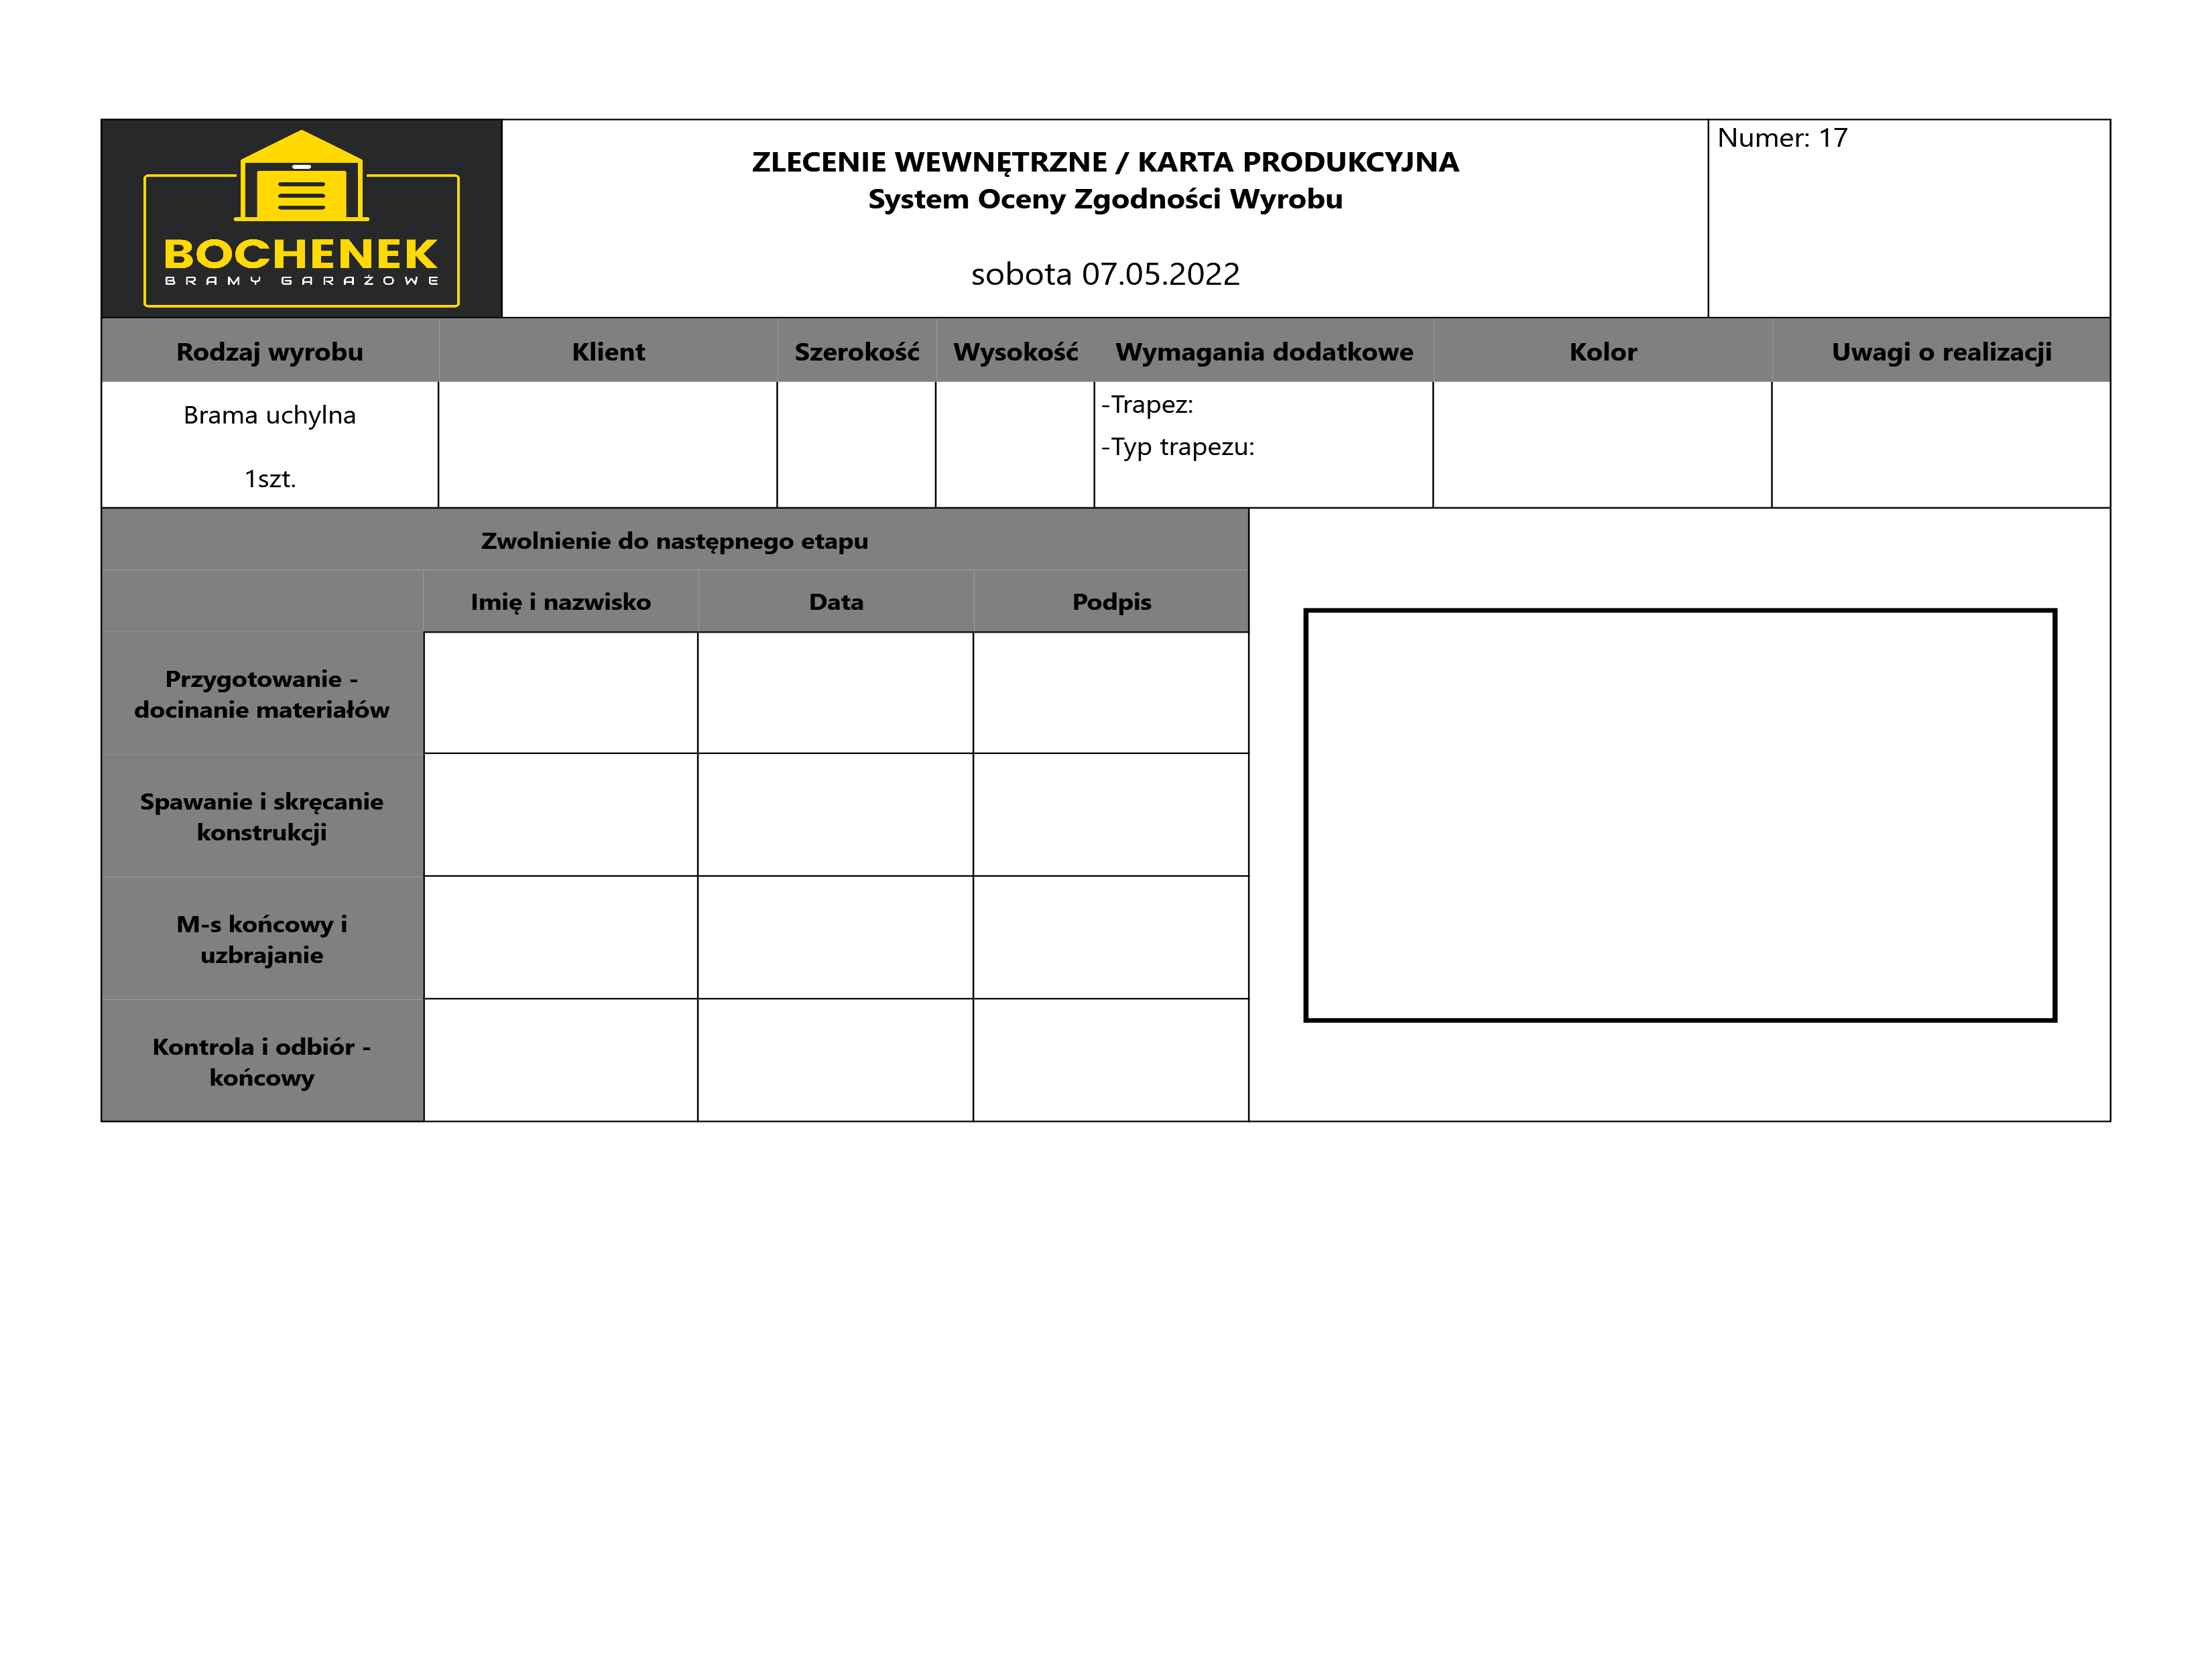 BOCHENEK
BRAMY GARAŻOWE
ZLECENIE WEWNĘTRZNE / KARTA PRODUKCYJNA
System Oceny Zgodności Wyrobu
sobota 07.05.2022
Numer: 17
Rodzaj wyrobu Klient Szerokość Wysokość Wymagania dodatkowe Kolor Uwagi o realizacji
Brama uchylna
1szt.
-Trapez:
-Typ trapezu:
Zwolnienie do następnego etapu
Imię i nazwisko Data Podpis
Przygotowanie -
docinanie materiałów
Spawanie i skręcanie
konstrukcji
M-s końcowy i
uzbrajanie
Kontrola i odbiór -
końcowy